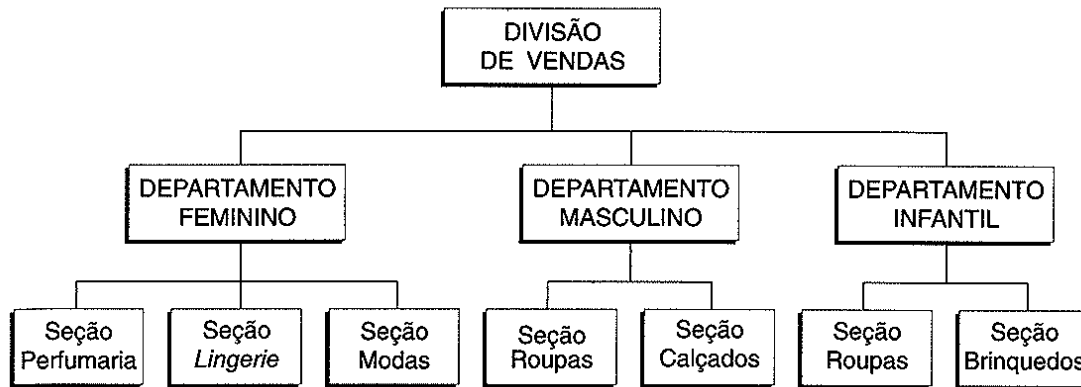 DIVISÃO
DE VENDAS
DEPARTAMENTO
FEMININO
DEPARTAMENTO
MASCULINO
DEPARTAMENTO
INFANTIL
Seção
Perfumaria
Seção
Lingerie
Seção
Modas
Seção
Roupas
Seção
Calçados
Seção
Roupas
Seção
Brinquedos